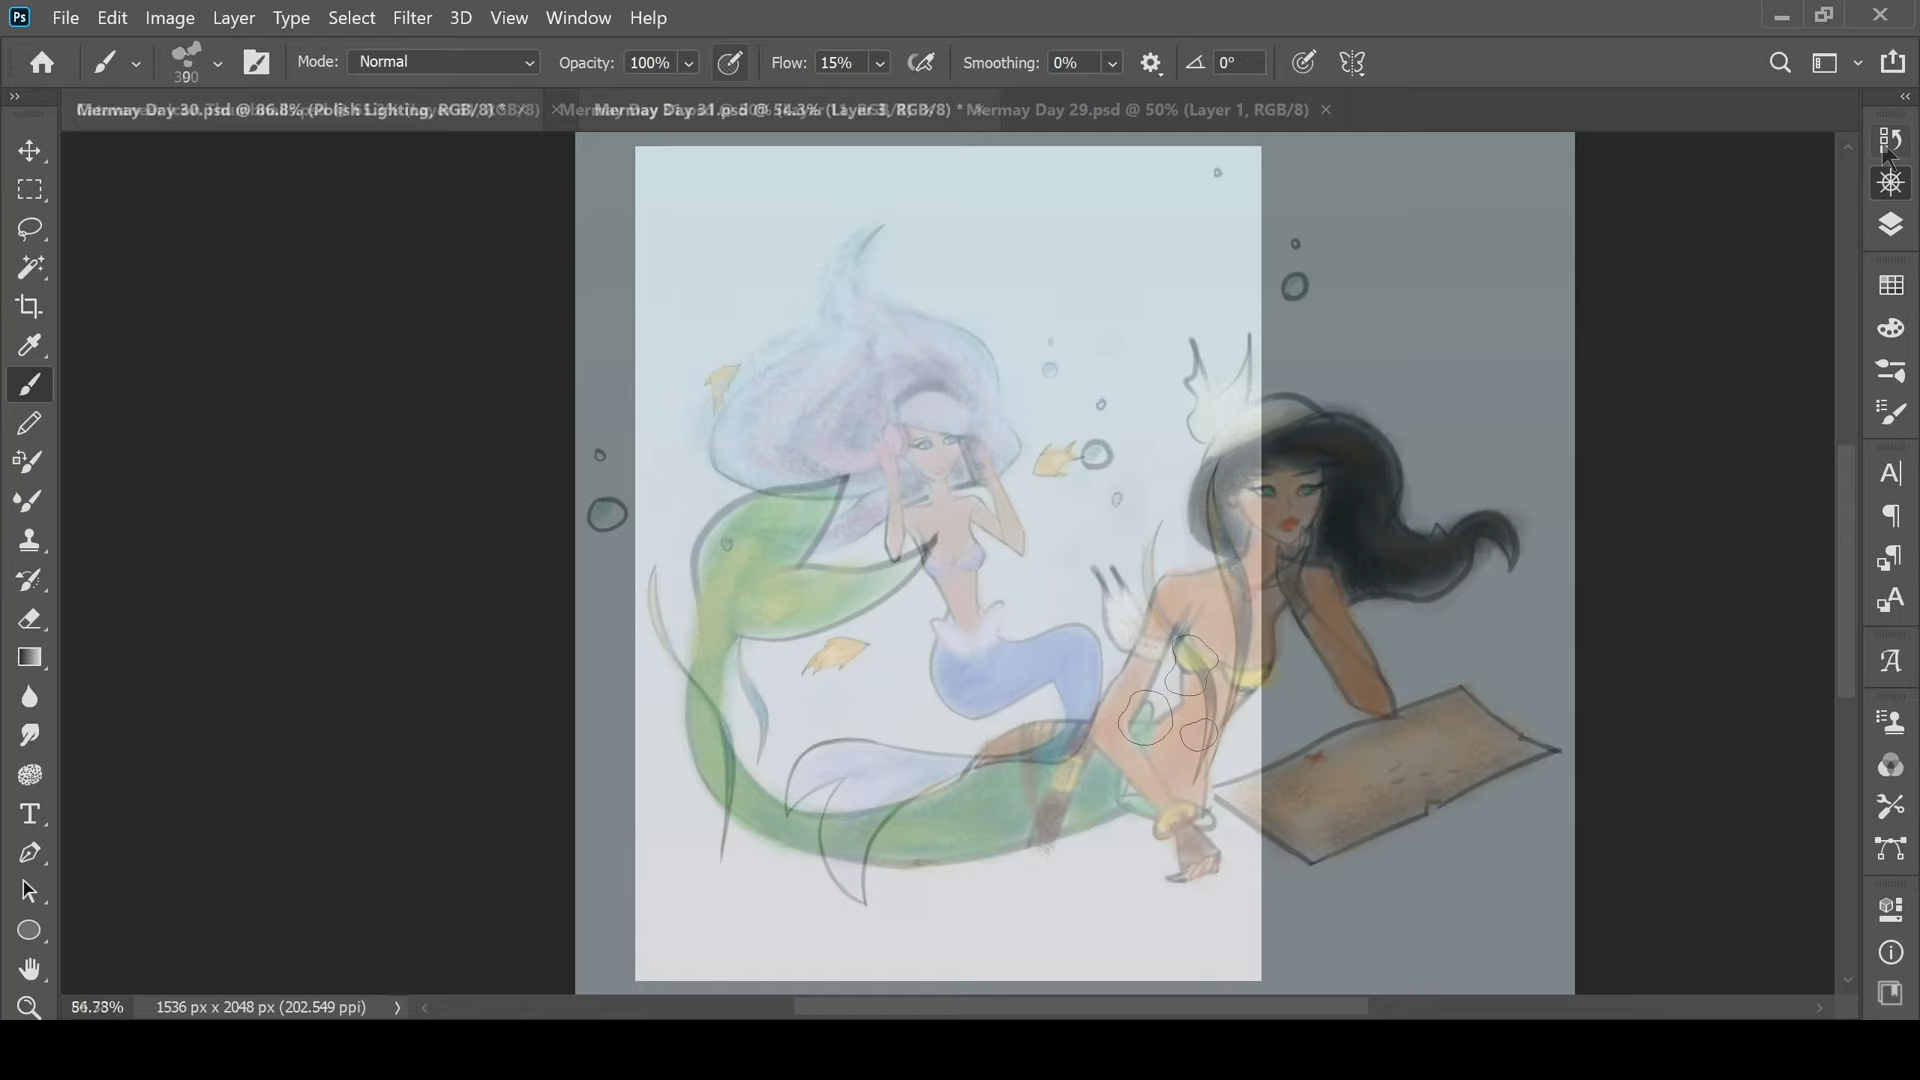 Ps File Edit Image Layer Type Select Filter 3D View Window Help
390 Mode: Normal Opacity: 100% Flow: 15% Smoothing: 0% 0°
Mermay Day 30.psd @ 86.8% (Polish Lighting, RGB/8) * Mermay Day 31.psd @ 54.3% (Layer 3, RGB/8) * Mermay Day 29.psd @ 50% (Layer 1, RGB/8)
1536 px x 2048 px (202.549 ppi)